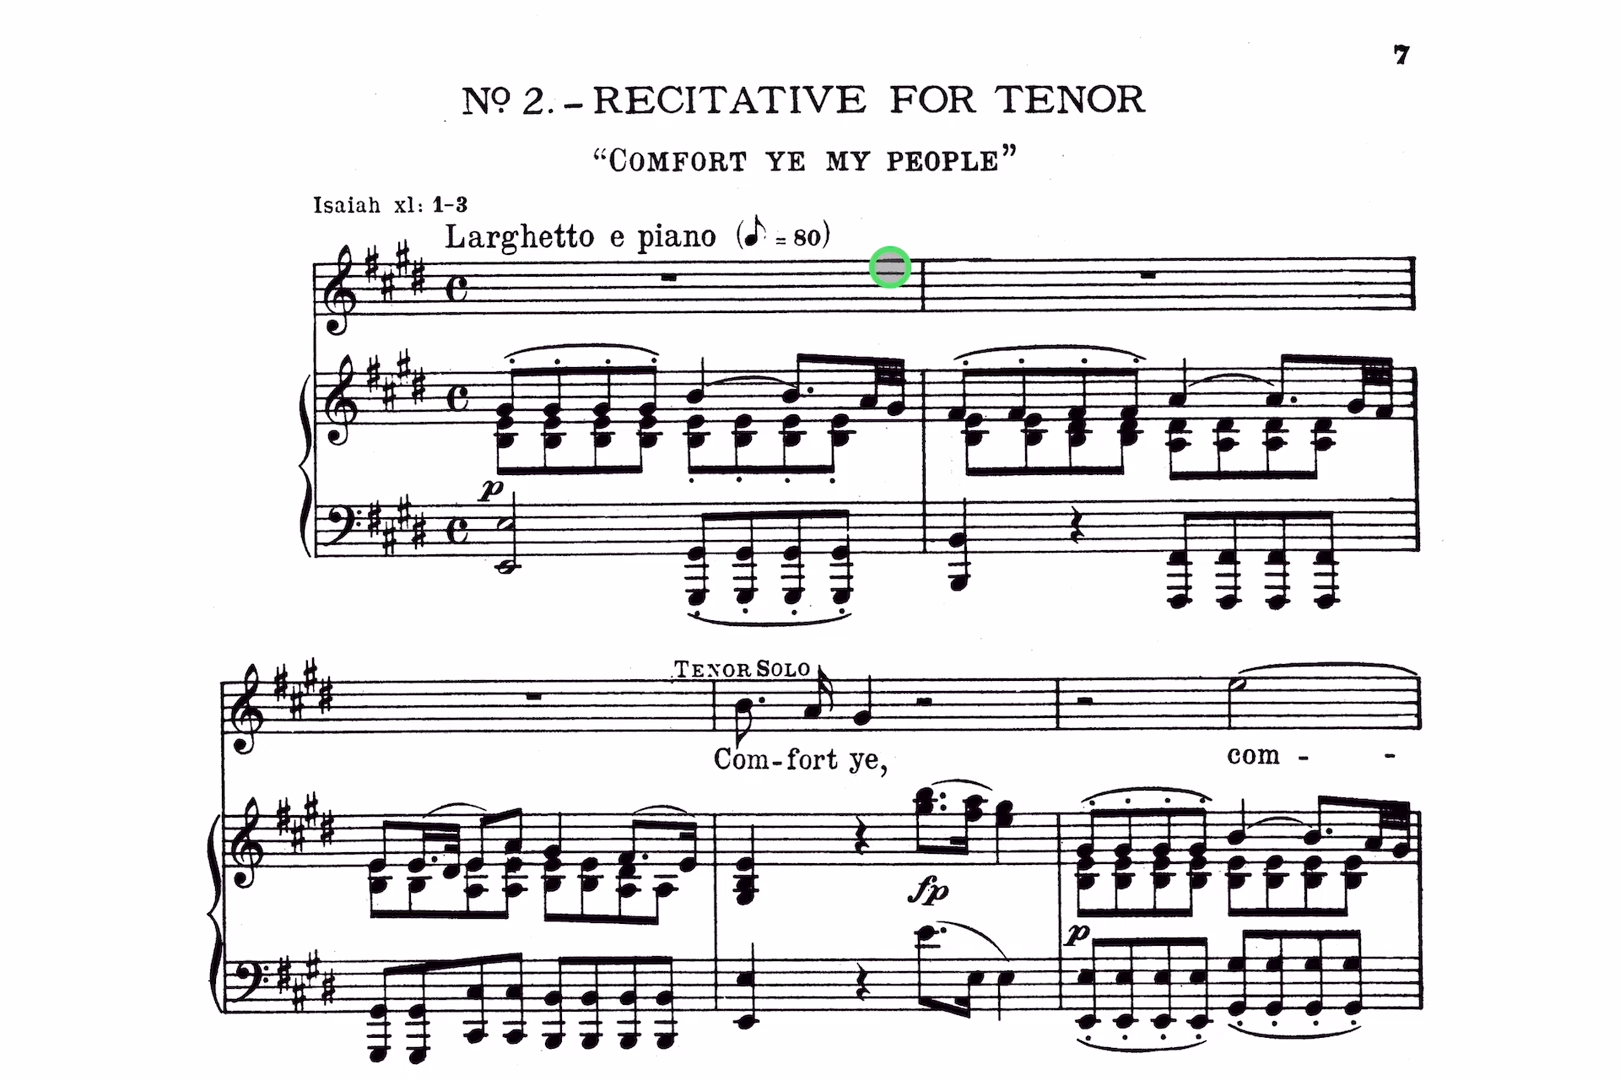 7
No. 2. – RECITATIVE FOR TENOR
“COMFORT YE MY PEOPLE”
Isaiah xl: 1-3
Larghetto e piano (♪ = 80)
p
TENOR SOLO
Com-fort ye, com - -
fp
p